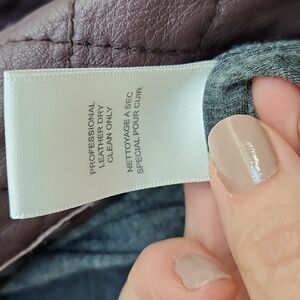 PROFESSIONAL
LEATHER DRY
CLEAN ONLY
NETTOYAGE A SEC
SPECIAL POUR CUIR